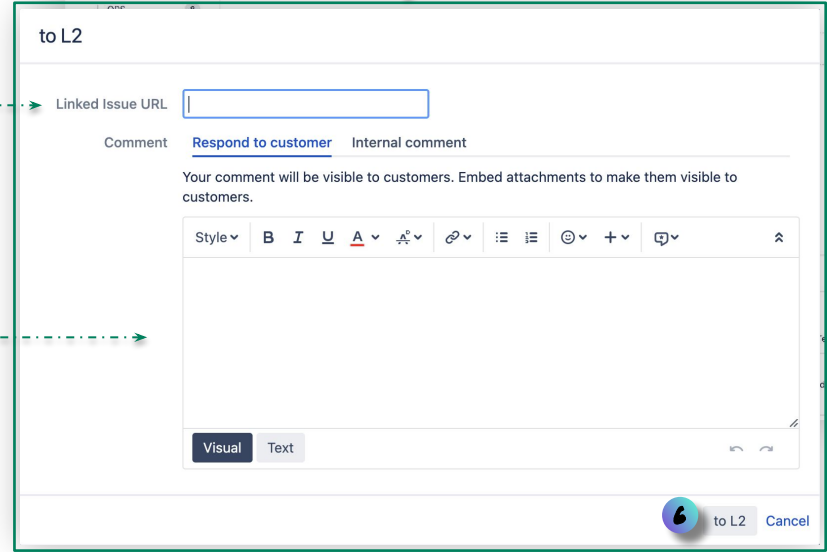 OPS
to L2
Linked Issue URL
Comment Respond to customer Internal comment
Your comment will be visible to customers. Embed attachments to make them visible to
customers.
Style B I U A
Visual Text
6 to L2 Cancel